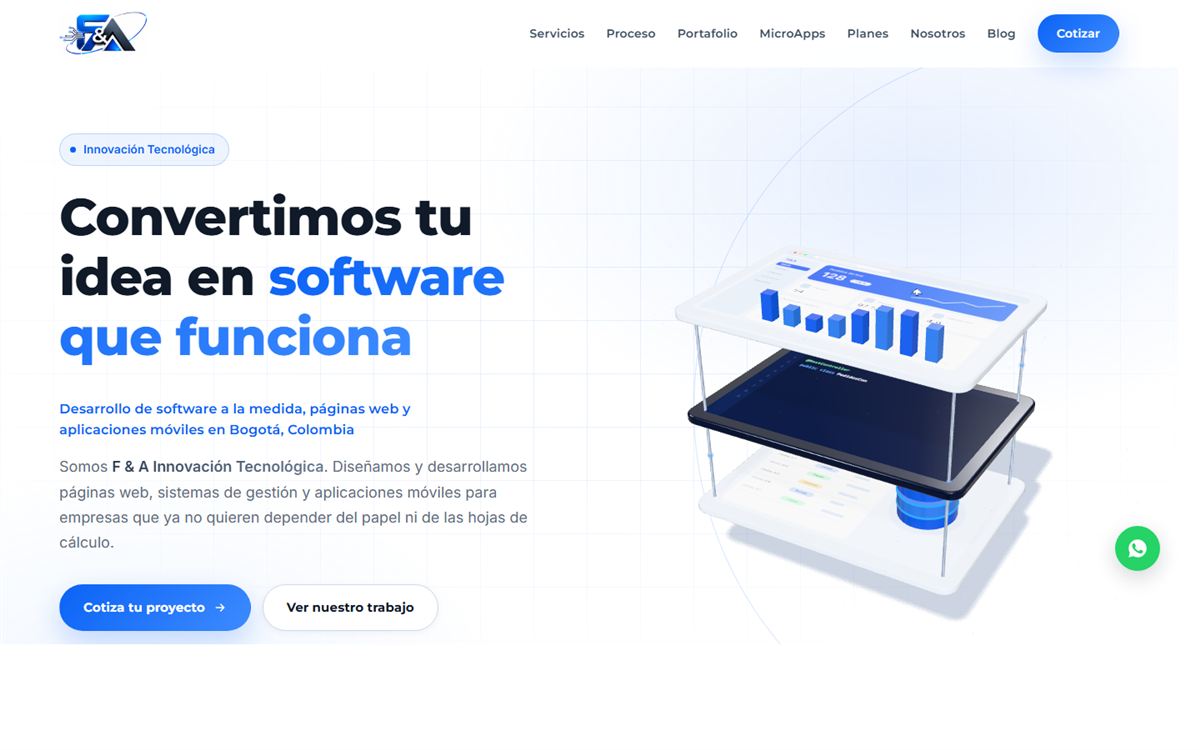 F&A
Servicios
Proceso
Portafolio
MicroApps
Planes
Nosotros
Blog
Cotizar
Innovación Tecnológica
Convertimos tu
idea en software
que funciona
Desarrollo de software a la medida, páginas web y
aplicaciones móviles en Bogotá, Colombia
Somos F & A Innovación Tecnológica. Diseñamos y desarrollamos
páginas web, sistemas de gestión y aplicaciones móviles para
empresas que ya no quieren depender del papel ni de las hojas de
cálculo.
Cotiza tu proyecto →
Ver nuestro trabajo
128
public class